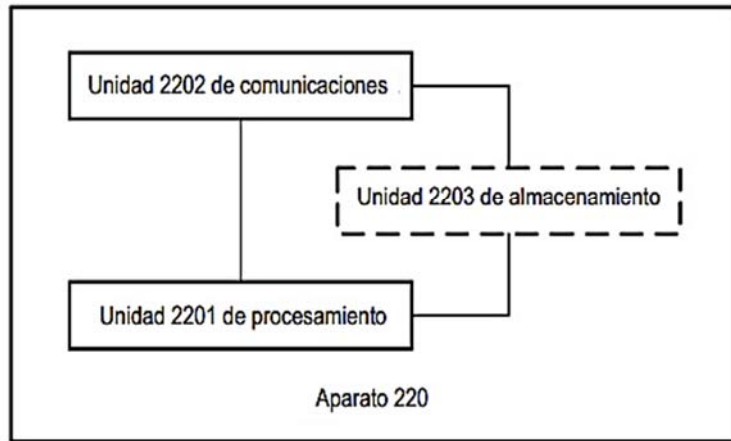 Unidad 2202 de comunicaciones
Unidad 2203 de almacenamiento
Unidad 2201 de procesamiento
Aparato 220